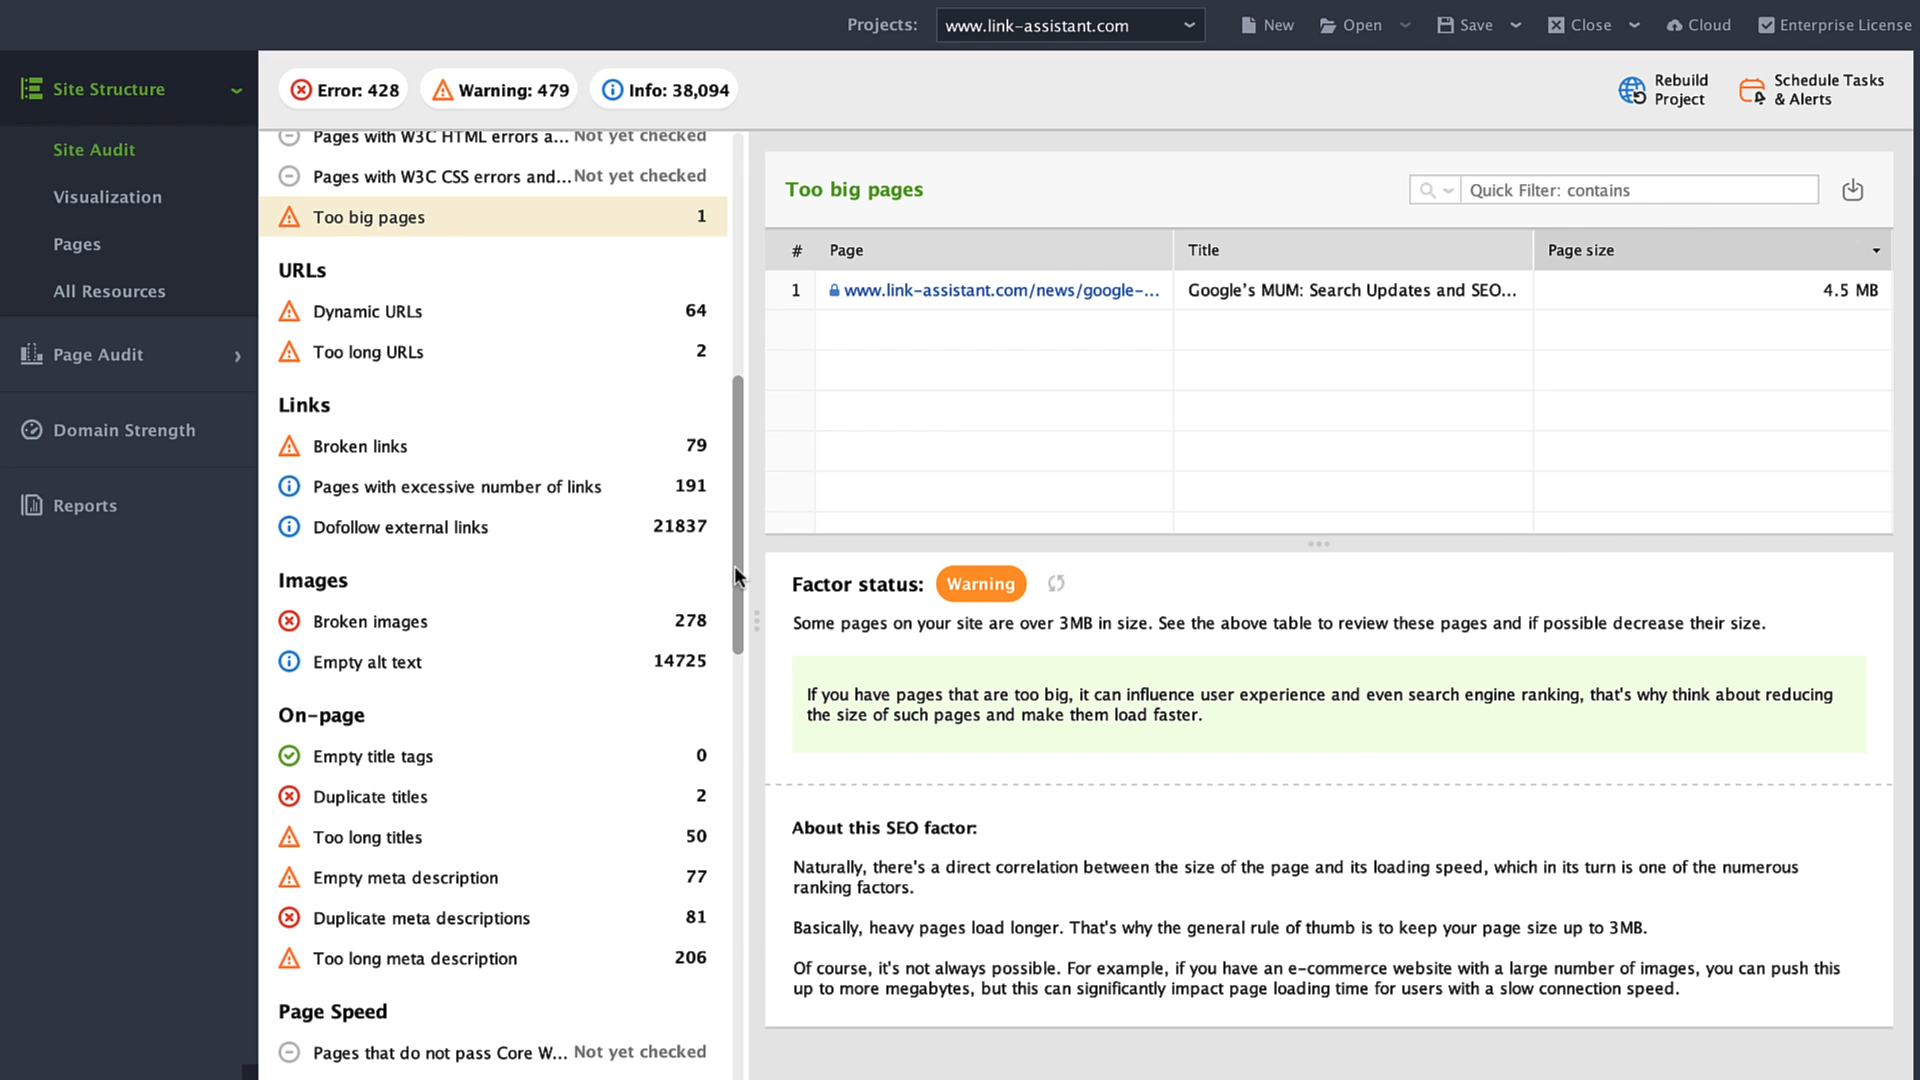 Projects: www.link-assistant.com New Open Save Close Cloud Enterprise License
Site Structure
Site Audit
Visualization
Pages
All Resources
Page Audit
Domain Strength
Reports
Error: 428 Warning: 479 Info: 38,094
Rebuild
Project
Schedule Tasks
& Alerts
Pages with W3C HTML errors a... Not yet checked
Pages with W3C CSS errors and... Not yet checked
Too big pages 1
URLs
Dynamic URLs 64
Too long URLs 2
Links
Broken links 79
Pages with excessive number of links 191
Dofollow external links 21837
Images
Broken images 278
Empty alt text 14725
On-page
Empty title tags 0
Duplicate titles 2
Too long titles 50
Empty meta description 77
Duplicate meta descriptions 81
Too long meta description 206
Page Speed
Pages that do not pass Core W... Not yet checked
Too big pages
Quick Filter: contains
# Page Title Page size
1 www.link-assistant.com/news/google-... Google's MUM: Search Updates and SEO... 4.5 MB
Factor status: Warning
Some pages on your site are over 3MB in size. See the above table to review these pages and if possible decrease their size.
If you have pages that are too big, it can influence user experience and even search engine ranking, that's why think about reducing
the size of such pages and make them load faster.
About this SEO factor:
Naturally, there's a direct correlation between the size of the page and its loading speed, which in its turn is one of the numerous
ranking factors.
Basically, heavy pages load longer. That's why the general rule of thumb is to keep your page size up to 3MB.
Of course, it's not always possible. For example, if you have an e-commerce website with a large number of images, you can push this
up to more megabytes, but this can significantly impact page loading time for users with a slow connection speed.